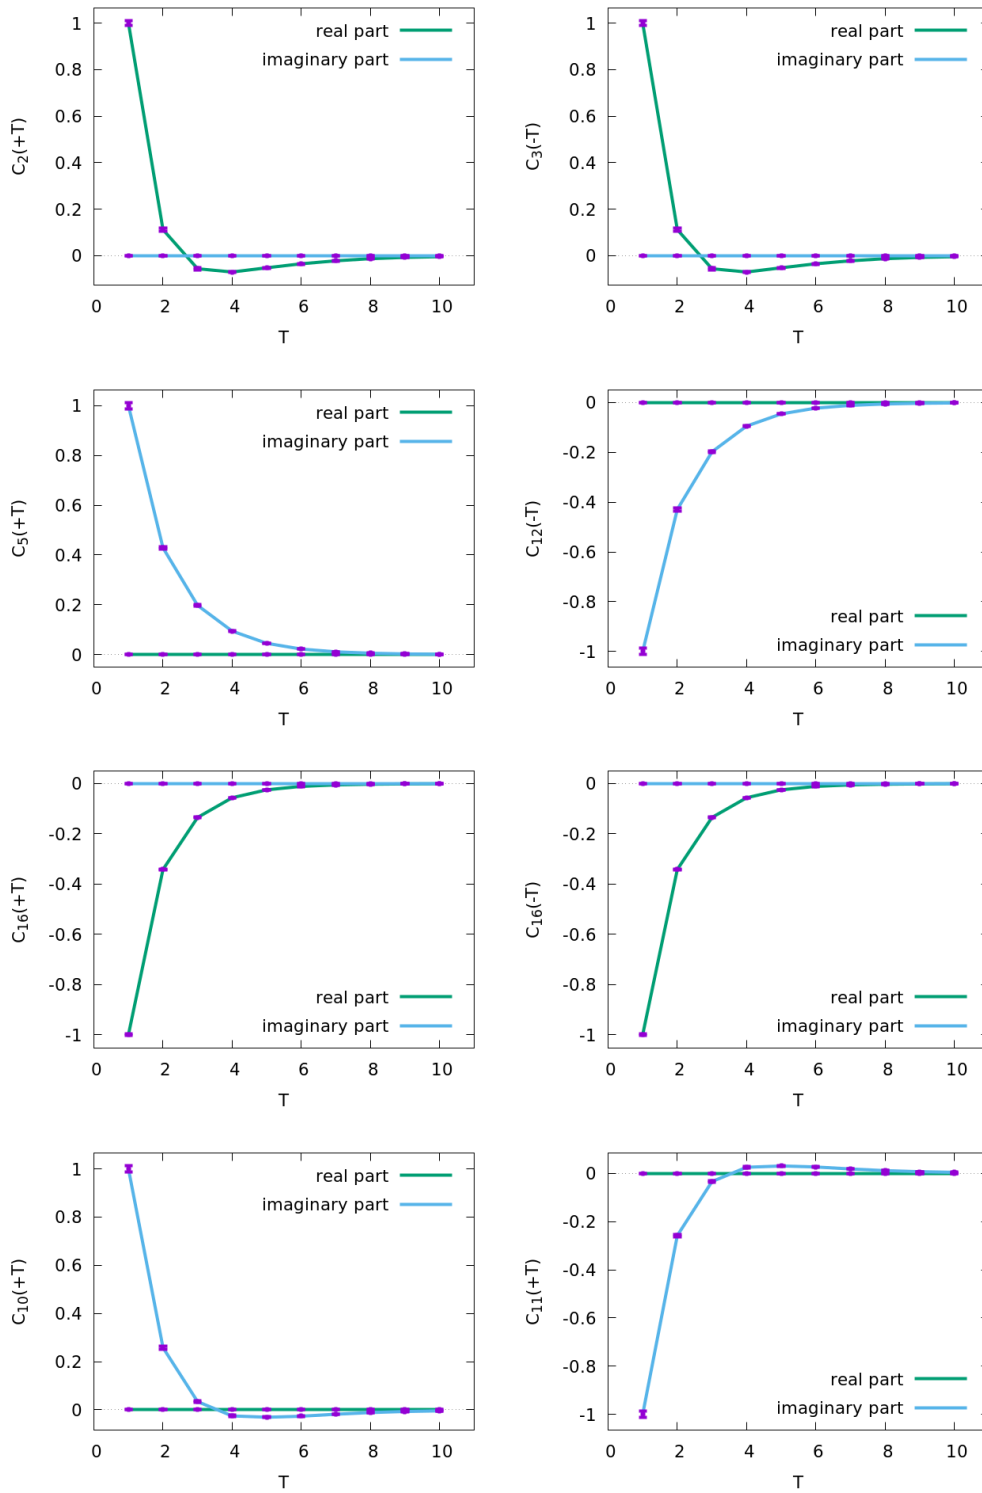 C2(+T)
1
0.8
0.6
0.4
0.2
0
real part
imaginary part
0 2 4 6 8 10
T
C3(-T)
1
0.8
0.6
0.4
0.2
0
real part
imaginary part
0 2 4 6 8 10
T
C5(+T)
1
0.8
0.6
0.4
0.2
0
real part
imaginary part
0 2 4 6 8 10
T
C12(-T)
0
-0.2
-0.4
-0.6
-0.8
-1
real part
imaginary part
0 2 4 6 8 10
T
C16(+T)
0
-0.2
-0.4
-0.6
-0.8
-1
real part
imaginary part
0 2 4 6 8 10
T
C16(-T)
0
-0.2
-0.4
-0.6
-0.8
-1
real part
imaginary part
0 2 4 6 8 10
T
C10(+T)
1
0.8
0.6
0.4
0.2
0
real part
imaginary part
0 2 4 6 8 10
T
C11(+T)
0
-0.2
-0.4
-0.6
-0.8
-1
real part
imaginary part
0 2 4 6 8 10
T